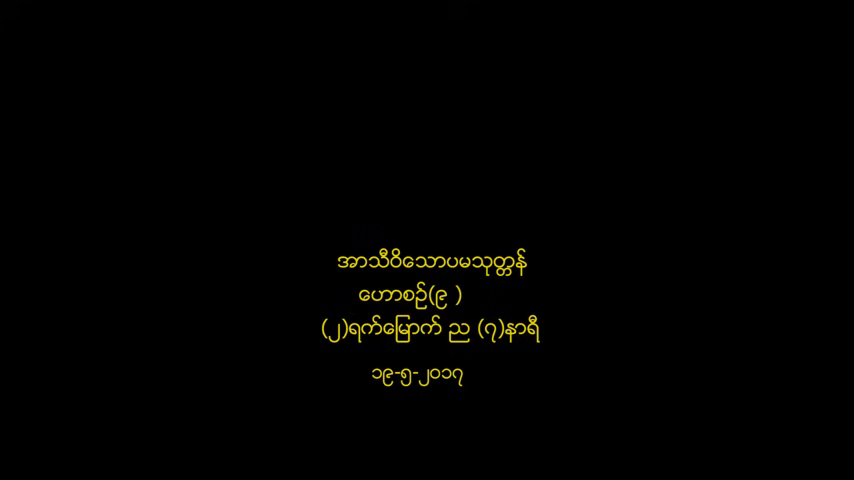 အာသီဝိသောပမသုတ္တန်
ဟောစဉ်(၉ )
(၂)ရက်မြောက် ည (၇)နာရီ
၁၉-၅-၂၀၁၇